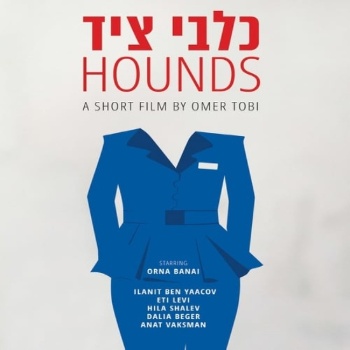 כלבי ציד
HOUNDS
A SHORT FILM BY OMER TOBI
STARRING
ORNA BANAI
ILANIT BEN YAACOV
ETI LEVI
HILA SHALEV
DALIA BEGER
ANAT VAKSMAN